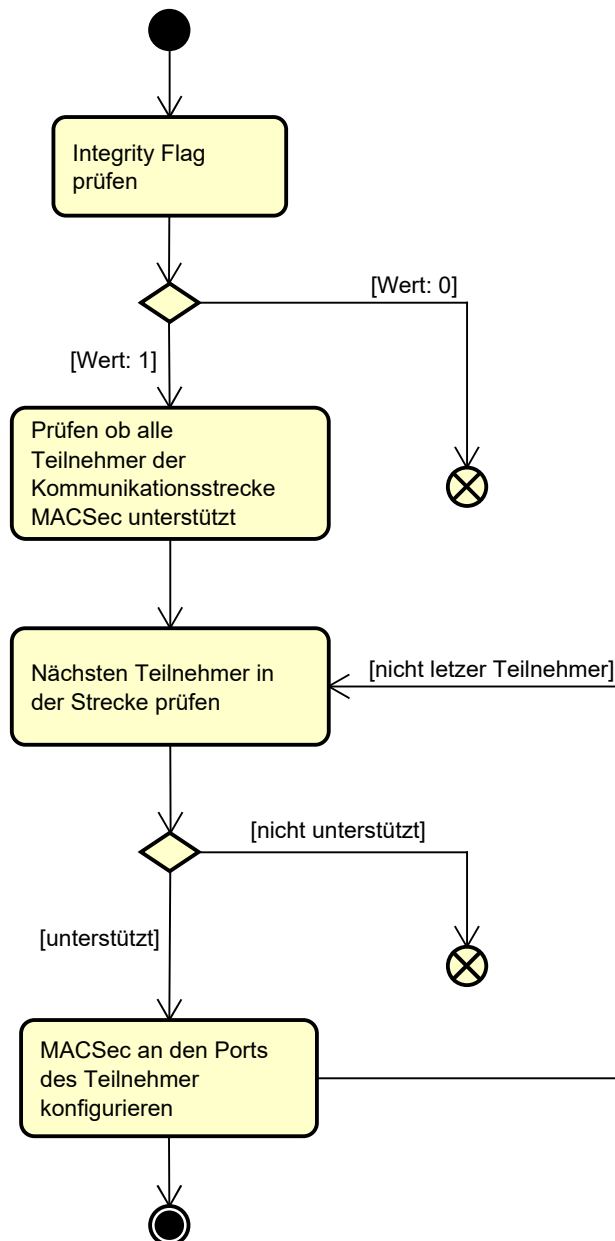 Integrity Flag
prüfen
[Wert: 0]
[Wert: 1]
Prüfen ob alle
Teilnehmer der
Kommunikationsstrecke
MACSec unterstützt
Nächsten Teilnehmer in
der Strecke prüfen
[nicht letzer Teilnehmer]
[nicht unterstützt]
[unterstützt]
MACSec an den Ports
des Teilnehmer
konfigurieren